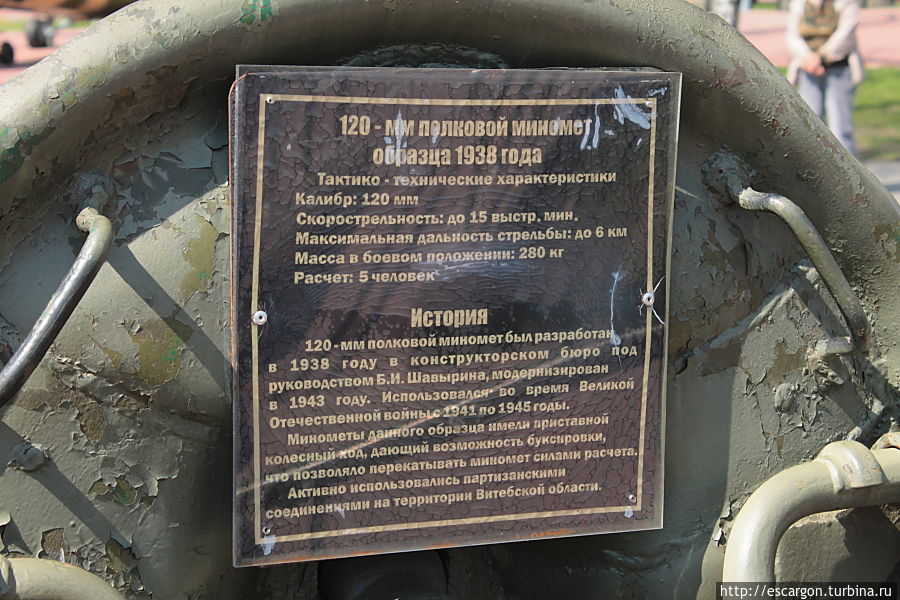 120 - мм полковой миномет
образца 1938 года
Тактико - технические характеристики
Калибр: 120 мм
Скорострельность: до 15 выстр. мин.
Максимальная дальность стрельбы: до 6 км
Масса в боевом положении: 280 кг
Расчет: 5 человек
История
120 - мм полковой миномет был разработан
в 1938 году в конструкторском бюро под
руководством Б.И. Шавырина, модернизирован
в 1943 году. Использовался во время Великой
Отечественной войны с 1941 по 1945 годы.
Минометы данного образца имели приставной
колесный ход, дающий возможность буксировки,
что позволяло перекатывать миномет силами расчета.
Активно использовались партизанскими
соединениями на территории Витебской области.
http://escargon.turbina.ru